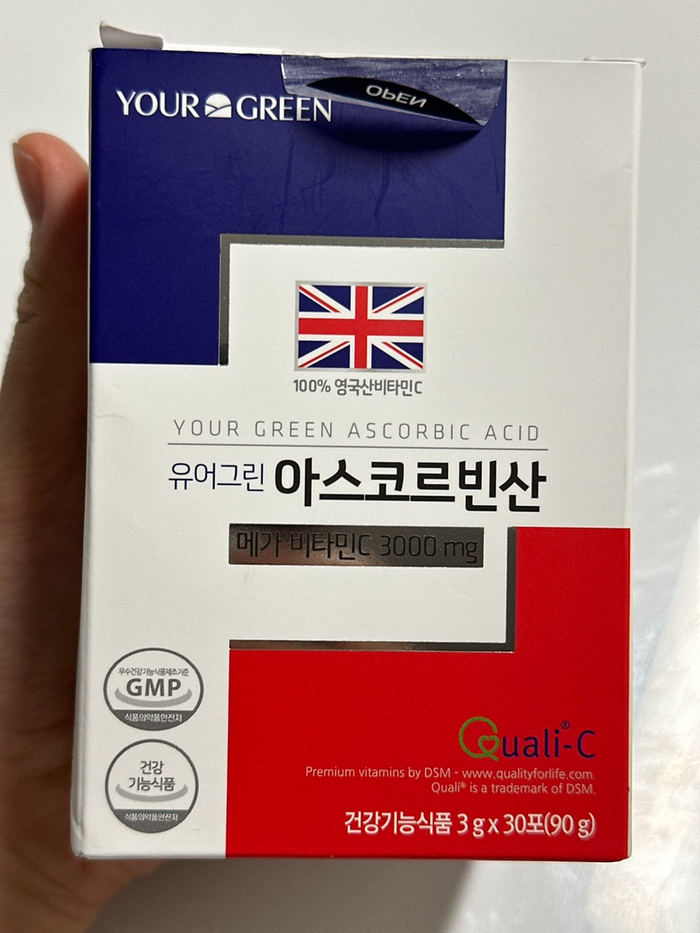 YOUR GREEN
OPEN
100% 영국산비타민C
YOUR GREEN ASCORBIC ACID
유어그린 아스코르빈산
메가 비타민C 3000 mg
우수건강기능식품제조기준
GMP
식품의약품안전처
건강
기능식품
식품의약품안전처
Quali®-C
Premium vitamins by DSM - www.qualityforlife.com.
Quali® is a trademark of DSM.
건강기능식품 3 g x 30포(90 g)